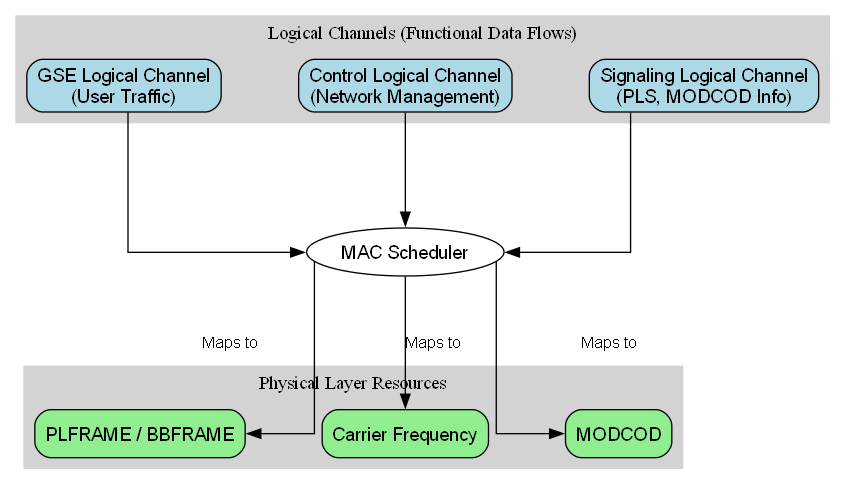 Logical Channels (Functional Data Flows)
GSE Logical Channel
(User Traffic)
Control Logical Channel
(Network Management)
Signaling Logical Channel
(PLS, MODCOD Info)
MAC Scheduler
Maps to
Maps to
Maps to
Physical Layer Resources
PLFRAME / BBFRAME
Carrier Frequency
MODCOD